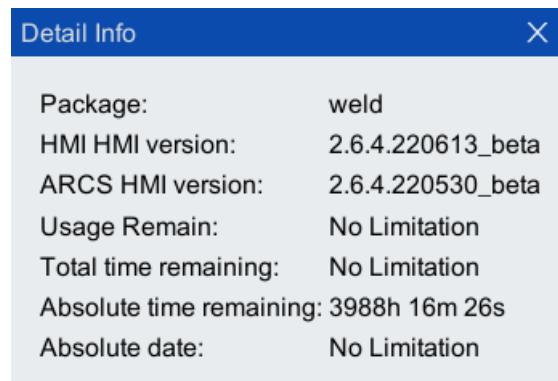 Detail Info
Package: weld
HMI HMI version: 2.6.4.220613_beta
ARCS HMI version: 2.6.4.220530_beta
Usage Remain: No Limitation
Total time remaining: No Limitation
Absolute time remaining: 3988h 16m 26s
Absolute date: No Limitation